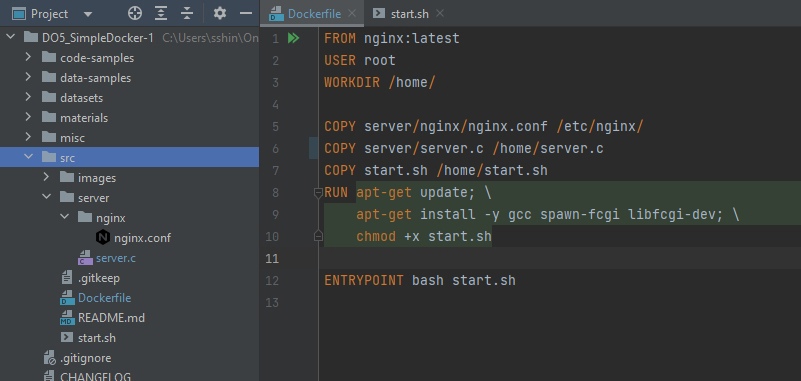 Project
DO5_SimpleDocker-1 C:\Users\sshin\On
code-samples
data-samples
datasets
materials
misc
src
images
server
nginx
nginx.conf
server.c
.gitkeep
Dockerfile
README.md
start.sh
.gitignore
CHANGELOG
Dockerfile
start.sh
1 FROM nginx:latest
2 USER root
3 WORKDIR /home/
4
5 COPY server/nginx/nginx.conf /etc/nginx/
6 COPY server/server.c /home/server.c
7 COPY start.sh /home/start.sh
8 RUN apt-get update; \
9 apt-get install -y gcc spawn-fcgi libfcgi-dev; \
10 chmod +x start.sh
11
12 ENTRYPOINT bash start.sh
13